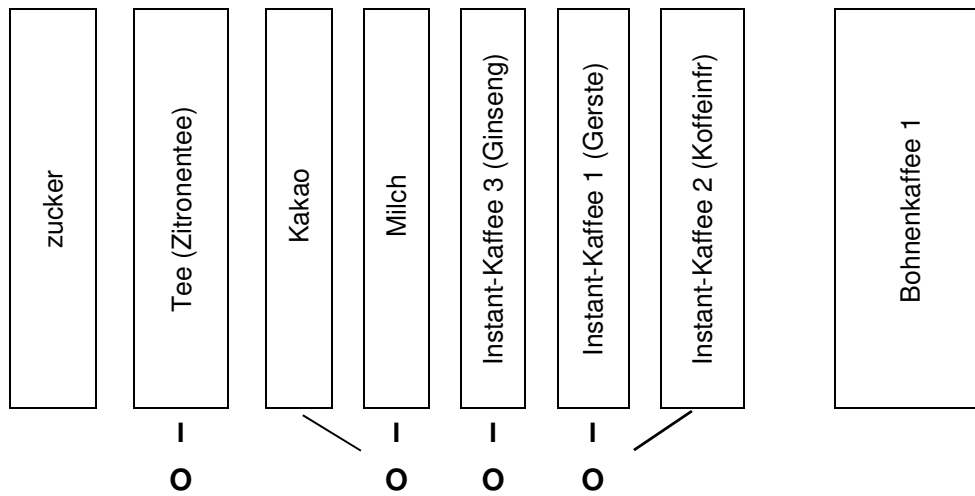 zucker
Tee (Zitronentee)
Kakao
Milch
Instant-Kaffee 3 (Ginseng)
Instant-Kaffee 1 (Gerste)
Instant-Kaffee 2 (Koffeinfr)
Bohnenkaffee 1
I I I I
O O O O